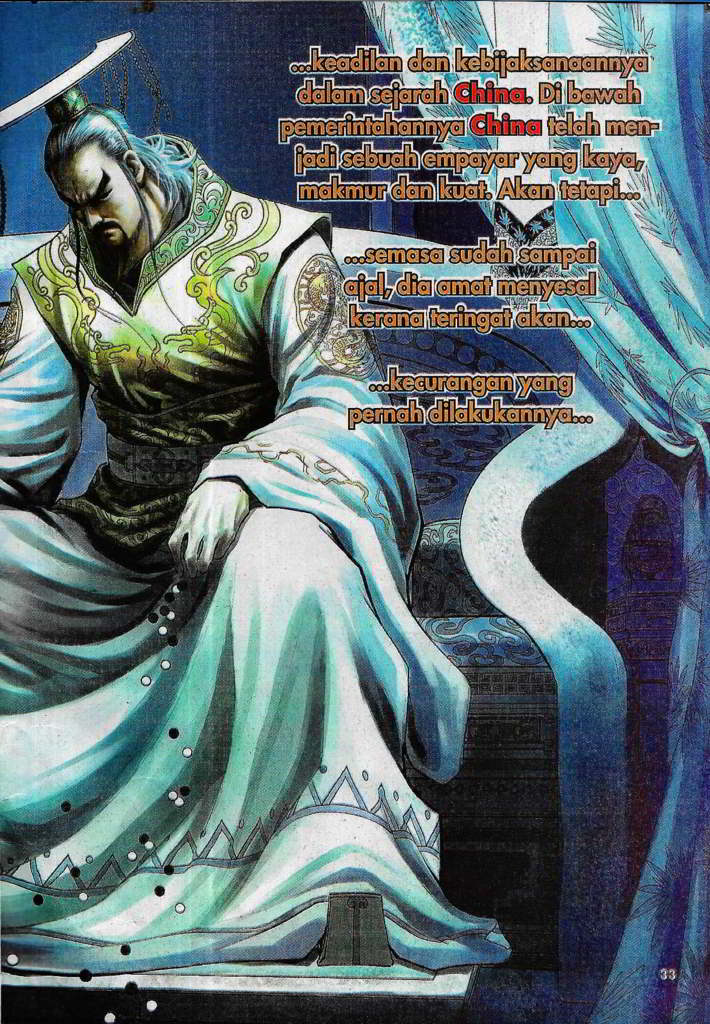 ...keadilan dan kebijaksanaannya
dalam sejarah China. Di bawah
pemerintahannya China telah men-
jadi sebuah empayar yang kaya,
makmur dan kuat. Akan tetapi...
...semasa sudah sampai
ajal, dia amat menyesal
kerana teringat akan...
...kecurangan yang
pernah dilakukannya...
33